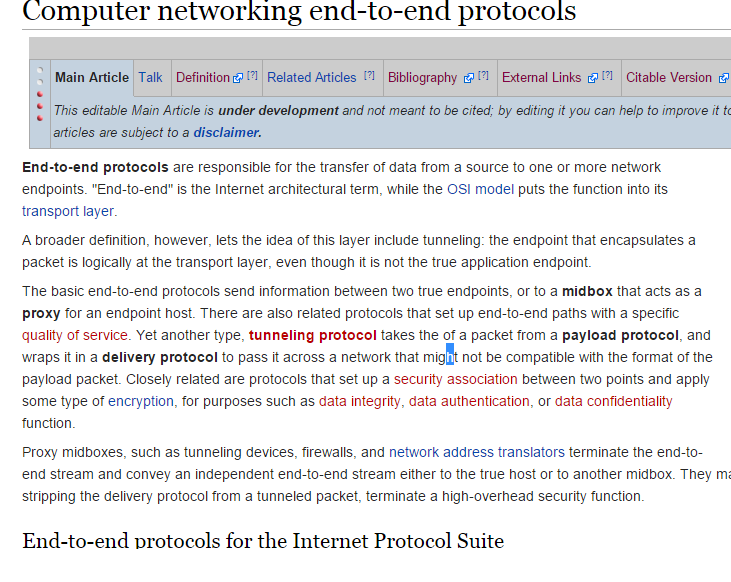 Computer networking end-to-end protocols
Main Article Talk Definition [?] Related Articles [?] Bibliography [?] External Links [?] Citable Version
This editable Main Article is under development and not meant to be cited; by editing it you can help to improve it
articles are subject to a disclaimer.
End-to-end protocols are responsible for the transfer of data from a source to one or more network
endpoints. "End-to-end" is the Internet architectural term, while the OSI model puts the function into its
transport layer.
A broader definition, however, lets the idea of this layer include tunneling: the endpoint that encapsulates a
packet is logically at the transport layer, even though it is not the true application endpoint.
The basic end-to-end protocols send information between two true endpoints, or to a midbox that acts as a
proxy for an endpoint host. There are also related protocols that set up end-to-end paths with a specific
quality of service. Yet another type, tunneling protocol takes the of a packet from a payload protocol, and
wraps it in a delivery protocol to pass it across a network that might not be compatible with the format of the
payload packet. Closely related are protocols that set up a security association between two points and apply
some type of encryption, for purposes such as data integrity, data authentication, or data confidentiality
function.
Proxy midboxes, such as tunneling devices, firewalls, and network address translators terminate the end-to-
end stream and convey an independent end-to-end stream either to the true host or to another midbox. They
stripping the delivery protocol from a tunneled packet, terminate a high-overhead security function.
End-to-end protocols for the Internet Protocol Suite